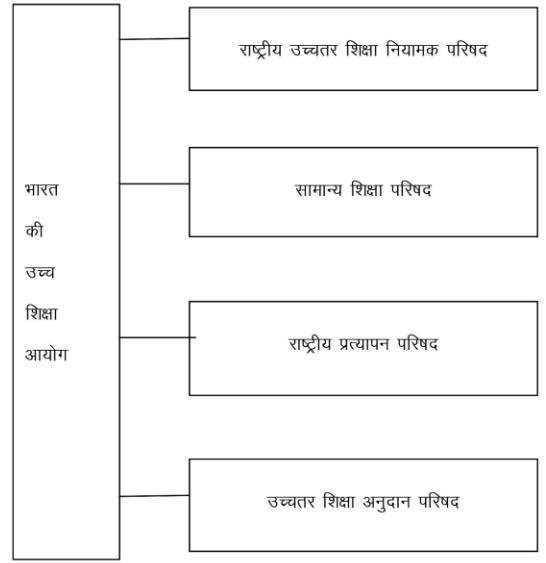 भारत
की
उच्च
शिक्षा
आयोग
राष्ट्रीय उच्चतर शिक्षा नियामक परिषद
सामान्य शिक्षा परिषद
राष्ट्रीय प्रत्यापन परिषद
उच्चतर शिक्षा अनुदान परिषद